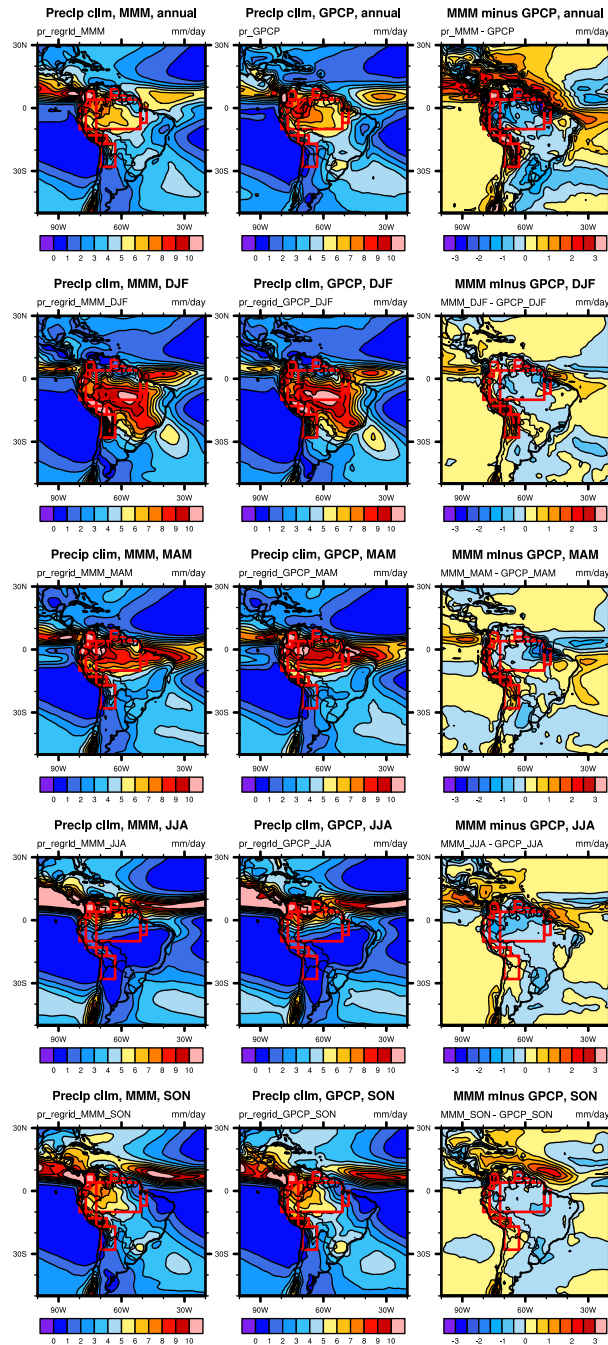 Precip clim, MMM, annual
Precip clim, GPCP, annual
MMM minus GPCP, annual
pr_regrid_MMM mm/day
pr_GPCP mm/day
pr_MMM - GPCP mm/day
30N
0
30S
90W 60W 30W
90W 60W 30W
90W 60W 30W
0 1 2 3 4 5 6 7 8 9 10
0 1 2 3 4 5 6 7 8 9 10
-3 -2 -1 0 1 2 3
Precip clim, MMM, DJF
Precip clim, GPCP, DJF
MMM minus GPCP, DJF
pr_regrid_MMM_DJF mm/day
pr_regrid_GPCP_DJF mm/day
MMM_DJF - GPCP_DJF mm/day
30N
0
30S
90W 60W 30W
90W 60W 30W
90W 60W 30W
0 1 2 3 4 5 6 7 8 9 10
0 1 2 3 4 5 6 7 8 9 10
-3 -2 -1 0 1 2 3
Precip clim, MMM, MAM
Precip clim, GPCP, MAM
MMM minus GPCP, MAM
pr_regrid_MMM_MAM mm/day
pr_regrid_GPCP_MAM mm/day
MMM_MAM - GPCP_MAM mm/day
30N
0
30S
90W 60W 30W
90W 60W 30W
90W 60W 30W
0 1 2 3 4 5 6 7 8 9 10
0 1 2 3 4 5 6 7 8 9 10
-3 -2 -1 0 1 2 3
Precip clim, MMM, JJA
Precip clim, GPCP, JJA
MMM minus GPCP, JJA
pr_regrid_MMM_JJA mm/day
pr_regrid_GPCP_JJA mm/day
MMM_JJA - GPCP_JJA mm/day
30N
0
30S
90W 60W 30W
90W 60W 30W
90W 60W 30W
0 1 2 3 4 5 6 7 8 9 10
0 1 2 3 4 5 6 7 8 9 10
-3 -2 -1 0 1 2 3
Precip clim, MMM, SON
Precip clim, GPCP, SON
MMM minus GPCP, SON
pr_regrid_MMM_SON mm/day
pr_regrid_GPCP_SON mm/day
MMM_SON - GPCP_SON mm/day
30N
0
30S
90W 60W 30W
90W 60W 30W
90W 60W 30W
0 1 2 3 4 5 6 7 8 9 10
0 1 2 3 4 5 6 7 8 9 10
-3 -2 -1 0 1 2 3